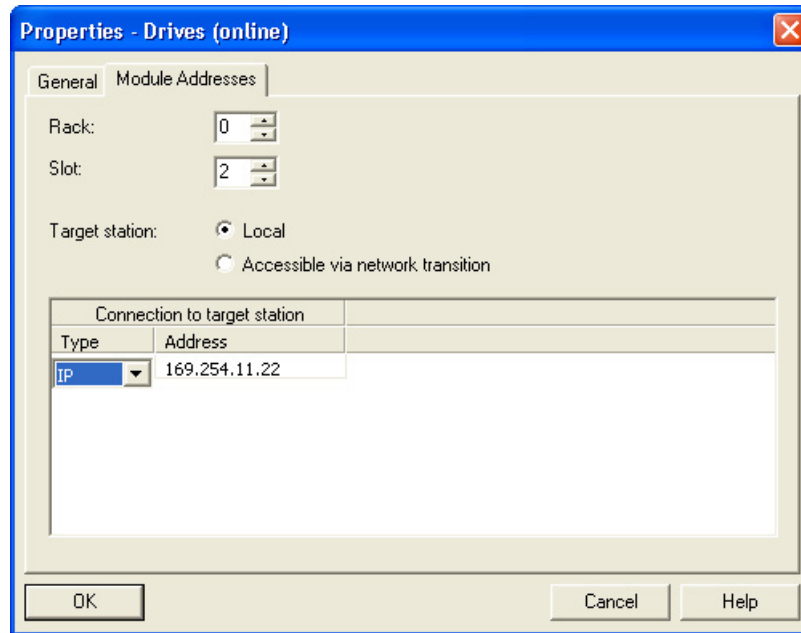 Properties - Drives (online)
General Module Addresses
Rack: 0
Slot: 2
Target station: Local
Accessible via network transition
Connection to target station
Type Address
IP 169.254.11.22
OK Cancel Help